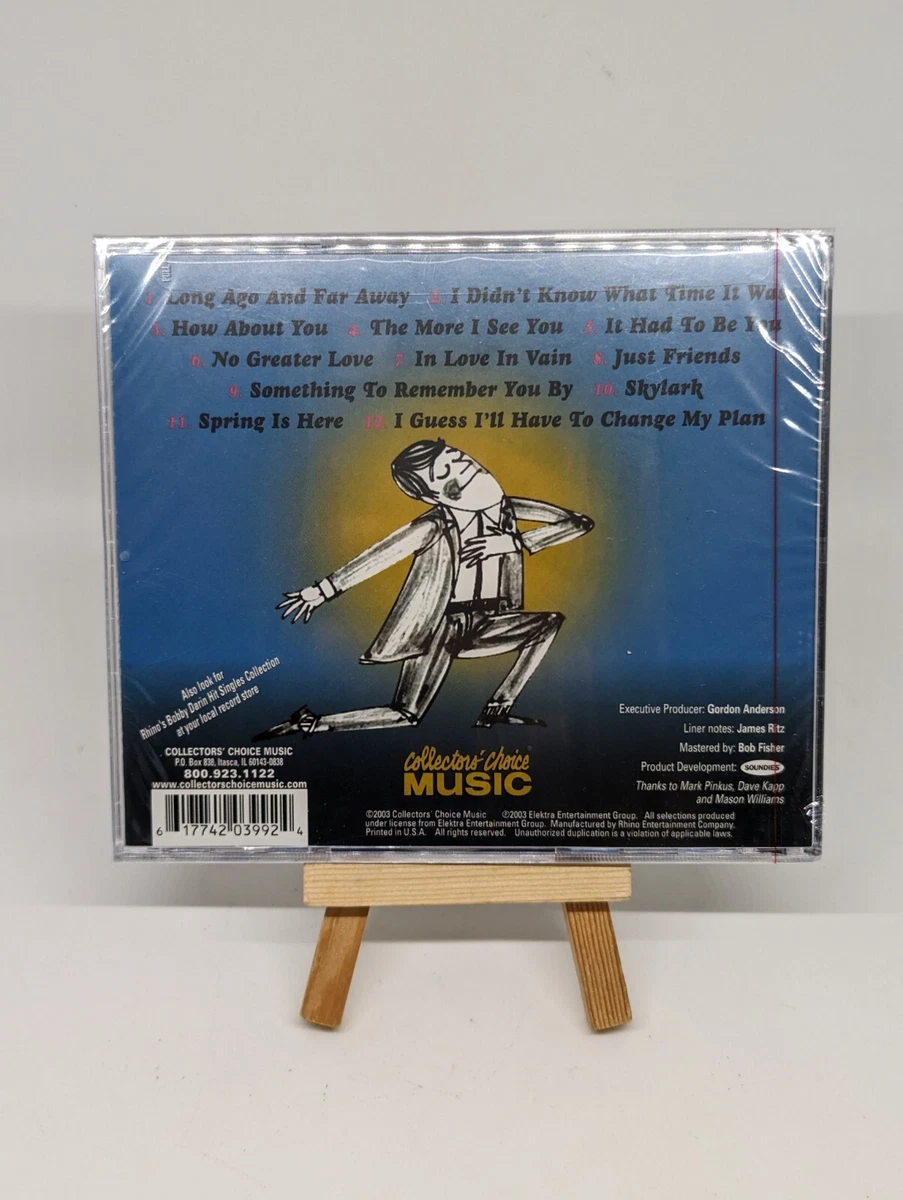 1. Long Ago And Far Away 2. I Didn't Know What Time It Was
3. How About You 4. The More I See You 5. It Had To Be You
6. No Greater Love 7. In Love In Vain 8. Just Friends
9. Something To Remember You By 10. Skylark
11. Spring Is Here 12. I Guess I'll Have To Change My Plan
Also look for
Rhino's Bobby Darin Hit Singles Collection
at your local record store
COLLECTORS' CHOICE MUSIC
P.O. Box 838, Itasca, IL 60143-0838
800.923.1122
www.collectorschoicemusic.com
6 17742 03992 4
Collectors' Choice
MUSIC
Executive Producer: Gordon Anderson
Liner notes: James Ritz
Mastered by: Bob Fisher
Product Development: SOUNDIES
Thanks to Mark Pinkus, Dave Kapp
and Mason Williams
©2003 Collectors' Choice Music ℗2003 Elektra Entertainment Group. All selections produced
under license from Elektra Entertainment Group. Manufactured by Rhino Entertainment Company.
Printed in U.S.A. All rights reserved. Unauthorized duplication is a violation of applicable laws.